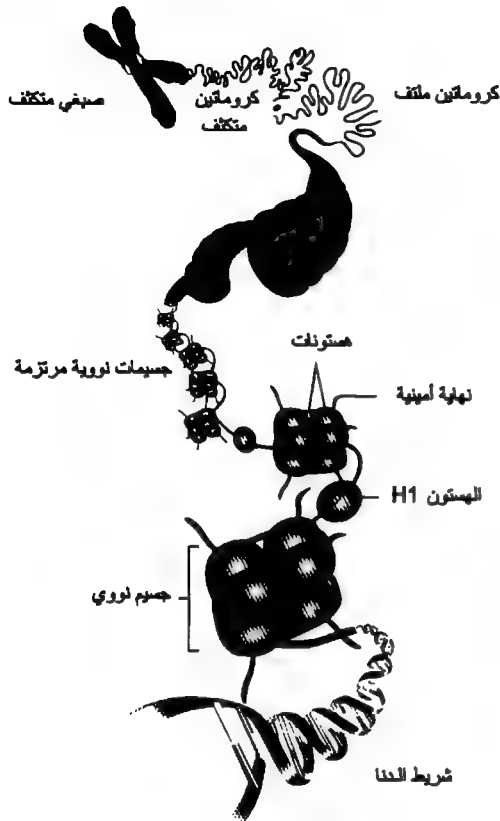 صبغي متكثف
كروماتين
متكثف
كروماتين ملتف
هستونات
جسيمات نووية مرتزمة
نهاية أمينية
الهستون H1
جسيم نووي
شريط الدنا